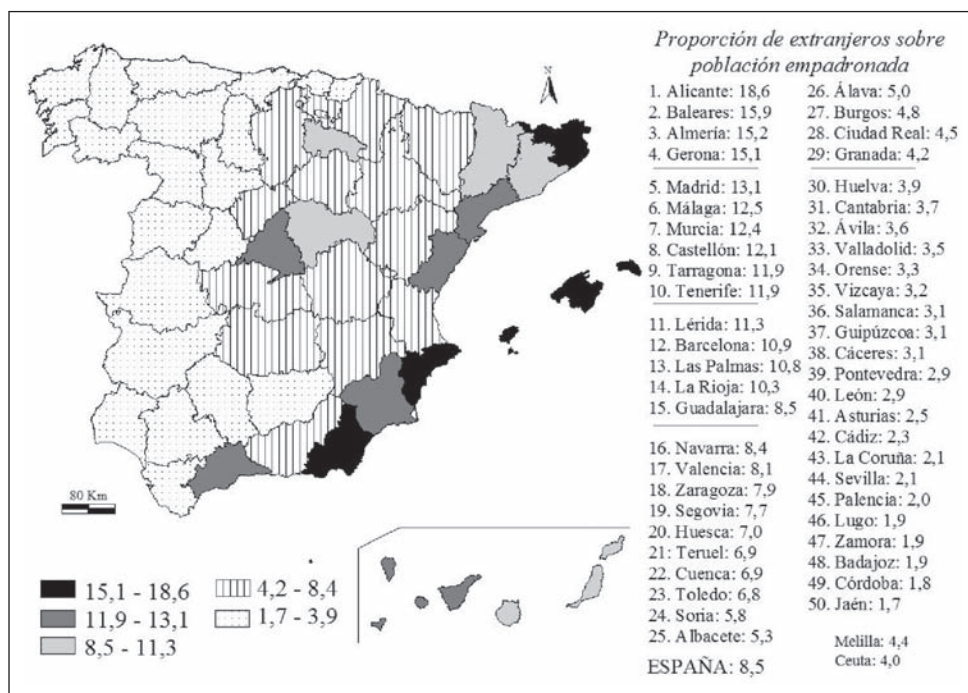 Proporción de extranjeros sobre
población empadronada
1. Alicante: 18,6
2. Baleares: 15,9
3. Almería: 15,2
4. Gerona: 15,1
5. Madrid: 13,1
6. Málaga: 12,5
7. Murcia: 12,4
8. Castellón: 12,1
9. Tarragona: 11,9
10. Tenerife: 11,9
11. Lérida: 11,3
12. Barcelona: 10,9
13. Las Palmas: 10,8
14. La Rioja: 10,3
15. Guadalajara: 8,5
16. Navarra: 8,4
17. Valencia: 8,1
18. Zaragoza: 7,9
19. Segovia: 7,7
20. Huesca: 7,0
21: Teruel: 6,9
22. Cuenca: 6,9
23. Toledo: 6,8
24. Soria: 5,8
25. Albacete: 5,3
ESPAÑA: 8,5
26. Álava: 5,0
27. Burgos: 4,8
28. Ciudad Real: 4,5
29: Granada: 4,2
30. Huelva: 3,9
31. Cantabria: 3,7
32. Ávila: 3,6
33. Valladolid: 3,5
34. Orense: 3,3
35. Vizcaya: 3,2
36. Salamanca: 3,1
37. Guipúzcoa: 3,1
38. Cáceres: 3,1
39. Pontevedra: 2,9
40. León: 2,9
41. Asturias: 2,5
42. Cádiz: 2,3
43. La Coruña: 2,1
44. Sevilla: 2,1
45. Palencia: 2,0
46. Lugo: 1,9
47. Zamora: 1,9
48. Badajoz: 1,9
49. Córdoba: 1,8
50. Jaén: 1,7
Melilla: 4,4
Ceuta: 4,0
N
80 Km
15,1 - 18,6
11,9 - 13,1
8,5 - 11,3
4,2 - 8,4
1,7 - 3,9